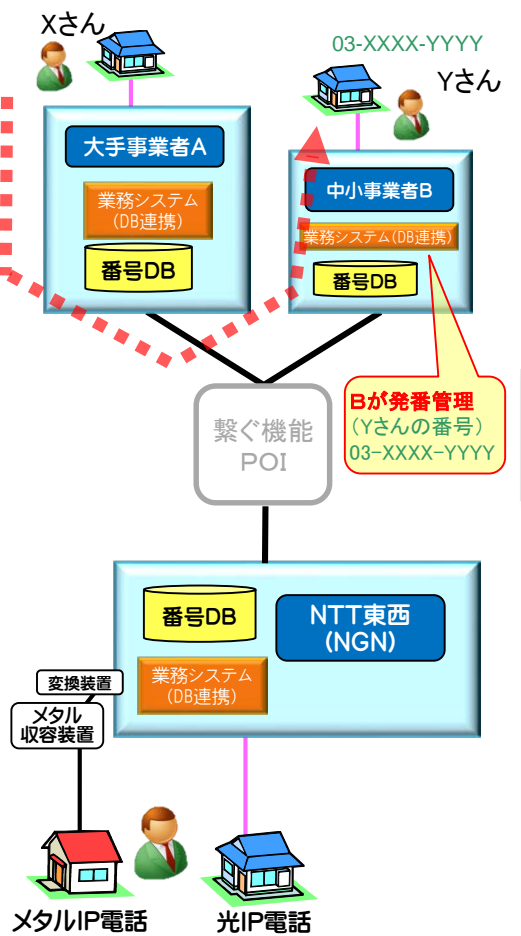 Xさん
03-XXXX-YYYY
Yさん
大手事業者A
業務システム
(DB連携)
番号DB
中小事業者B
業務システム(DB連携)
番号DB
Bが発番管理
(Yさんの番号)
03-XXXX-YYYY
繋ぐ機能
POI
番号DB
NTT東西
(NGN)
業務システム
(DB連携)
変換装置
メタル
収容装置
メタルIP電話
光IP電話